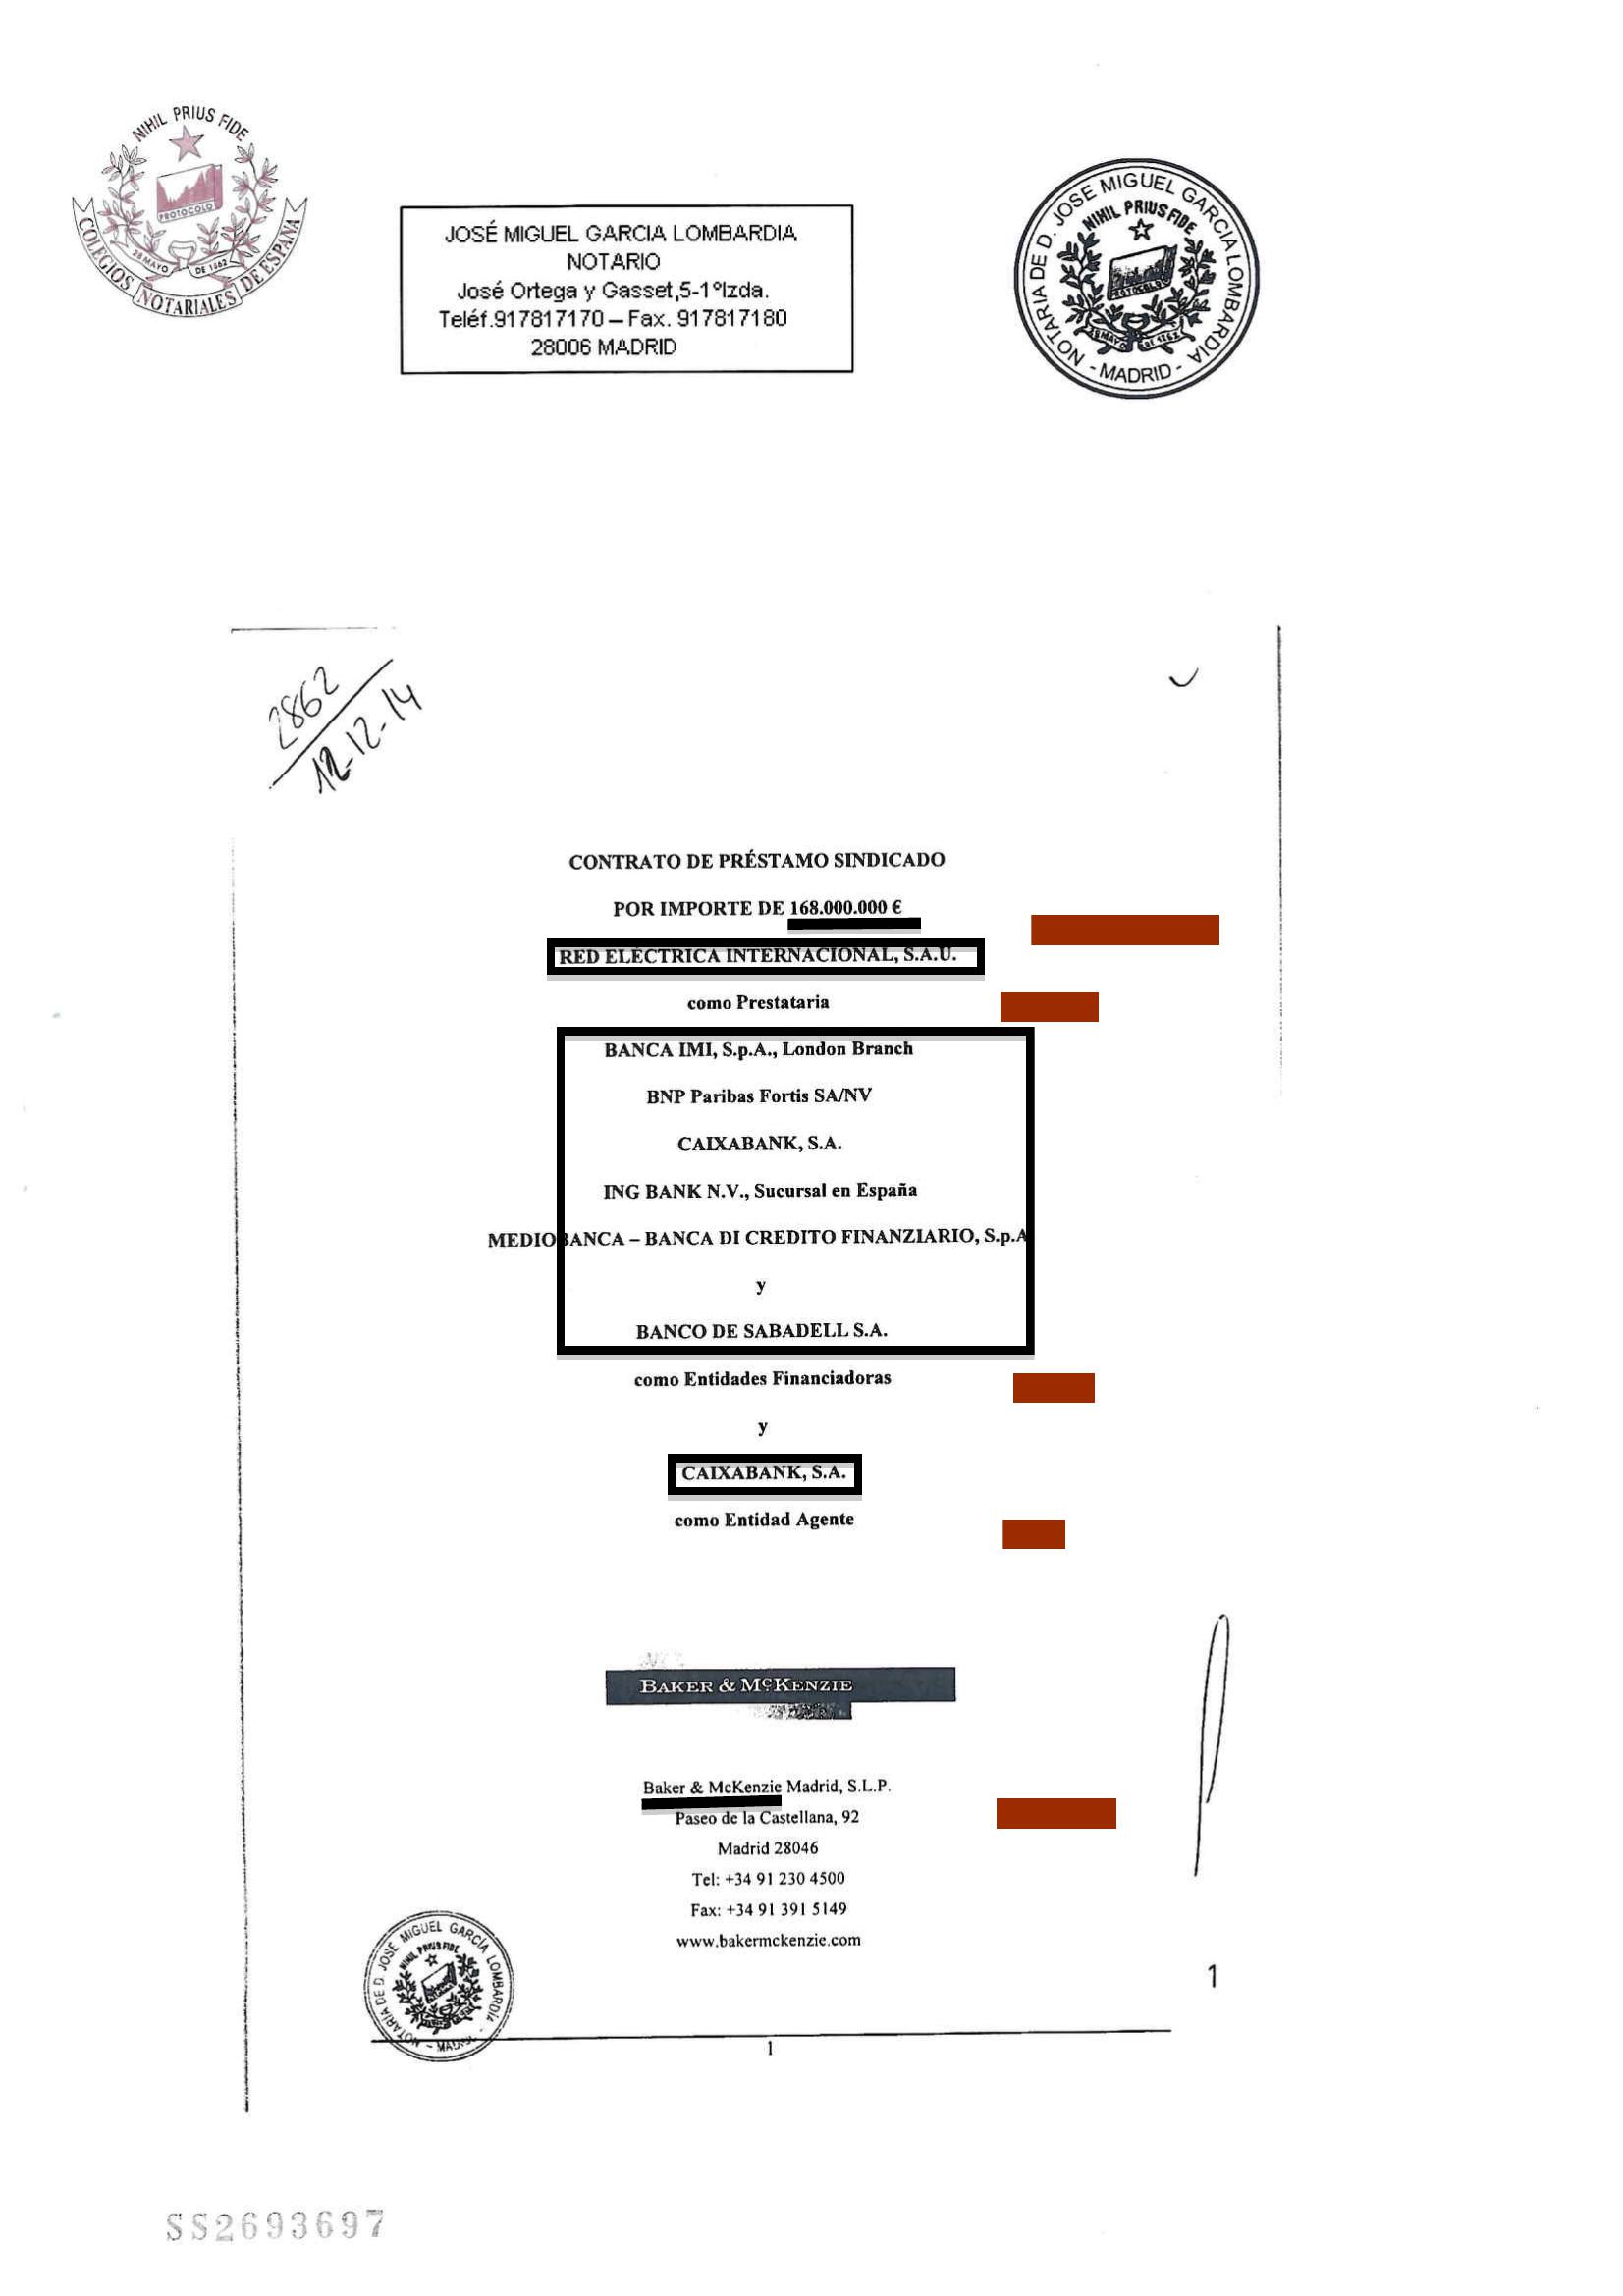 NIHIL PRIUS FIDE
PROTOCOLO
28 MAYO DE 1862
COLEGIOS NOTARIALES DE ESPAÑA
JOSÉ MIGUEL GARCIA LOMBARDIA
NOTARIO
José Ortega y Gasset,5-1ºIzda.
Teléf.917817170 – Fax. 917817180
28006 MADRID
NOTARIA DE D. JOSE MIGUEL GARCIA LOMBARDIA
- MADRID -
NIHIL PRIUS FIDE
PROTOCOLO
28 MAYO DE 1862
2862
12-12-14
CONTRATO DE PRÉSTAMO SINDICADO
POR IMPORTE DE 168.000.000 €
RED ELÉCTRICA INTERNACIONAL, S.A.U.
como Prestataria
BANCA IMI, S.p.A., London Branch
BNP Paribas Fortis SA/NV
CAIXABANK, S.A.
ING BANK N.V., Sucursal en España
MEDIOBANCA – BANCA DI CREDITO FINANZIARIO, S.p.A
y
BANCO DE SABADELL S.A.
como Entidades Financiadoras
y
CAIXABANK, S.A.
como Entidad Agente
BAKER & MCKENZIE
Baker & McKenzie Madrid, S.L.P.
Paseo de la Castellana, 92
Madrid 28046
Tel: +34 91 230 4500
Fax: +34 91 391 5149
www.bakermckenzie.com
NOTARIA DE D. JOSE MIGUEL GARCIA LOMBARDIA
NIHIL PRIUS FIDE
1
1
SS2693697